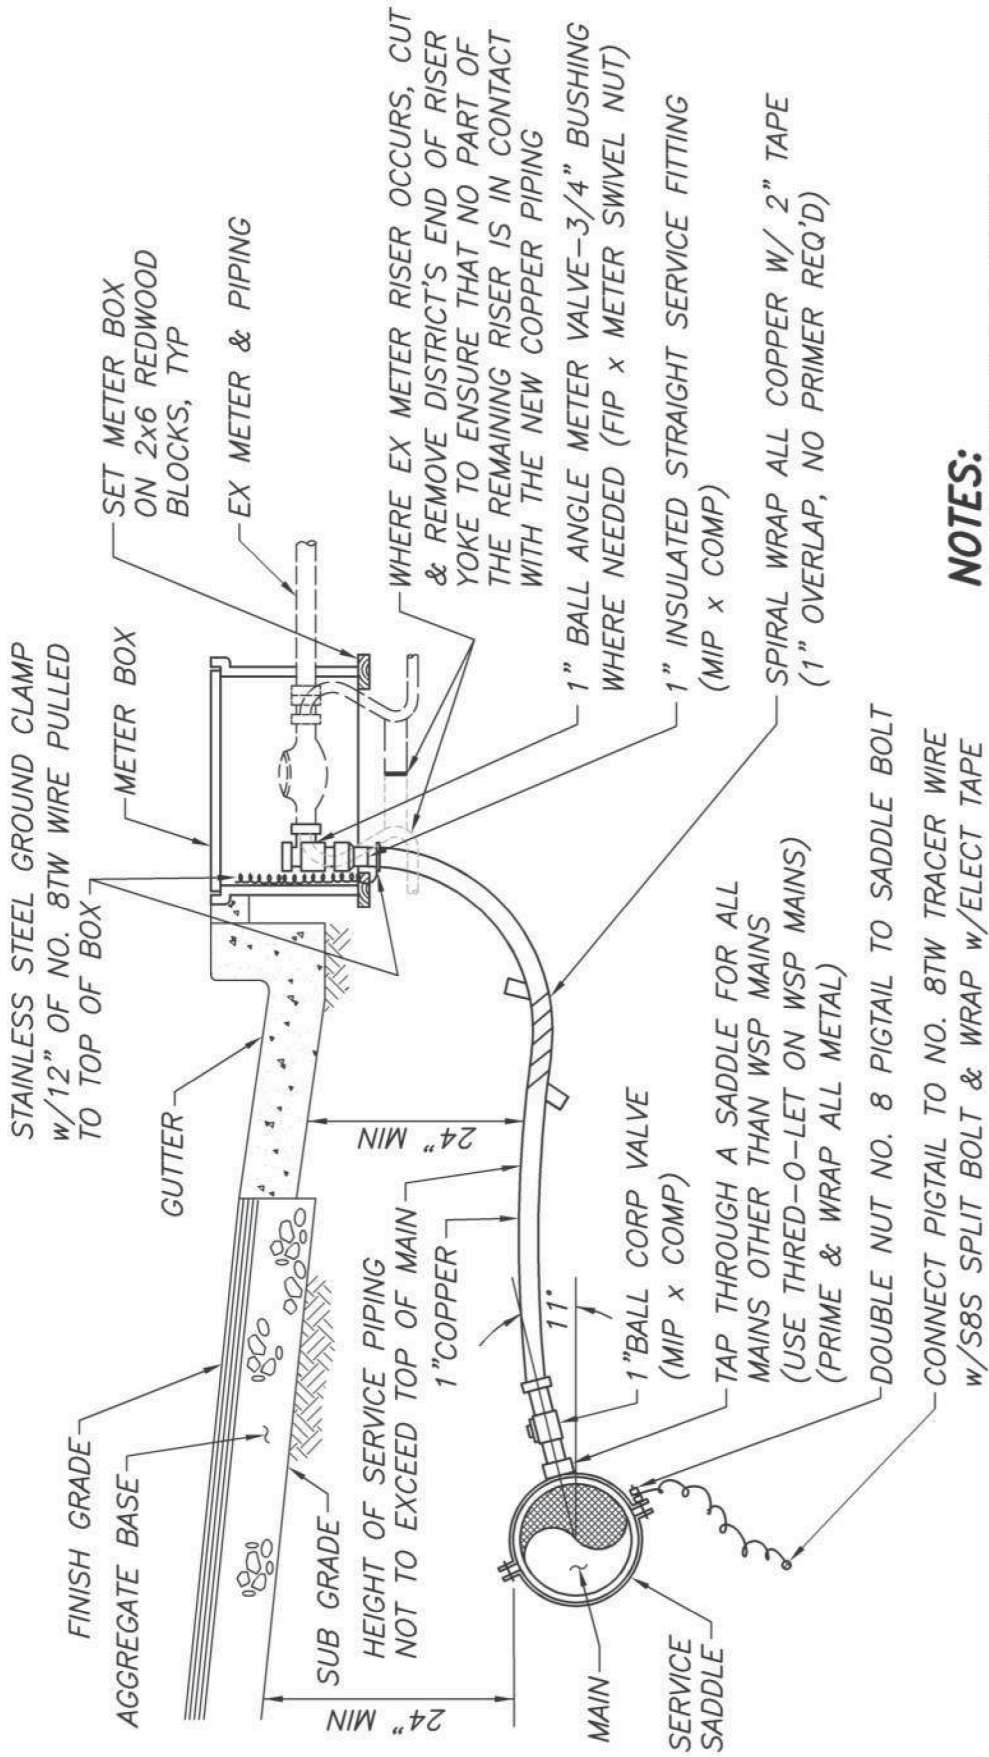 STAINLESS STEEL GROUND CLAMP
w/12" OF NO. 8TW WIRE PULLED
TO TOP OF BOX
METER BOX
SET METER BOX
ON 2x6 REDWOOD
BLOCKS, TYP
EX METER & PIPING
GUTTER
FINISH GRADE
AGGREGATE BASE
SUB GRADE
WHERE EX METER RISER OCCURS, CUT
& REMOVE DISTRICT'S END OF RISER
YOKE TO ENSURE THAT NO PART OF
THE REMAINING RISER IS IN CONTACT
WITH THE NEW COPPER PIPING
24" MIN
24" MIN
HEIGHT OF SERVICE PIPING
NOT TO EXCEED TOP OF MAIN
1"COPPER
11°
1" BALL ANGLE METER VALVE-3/4" BUSHING
WHERE NEEDED (FIP x METER SWIVEL NUT)
1" INSULATED STRAIGHT SERVICE FITTING
(MIP x COMP)
MAIN
SERVICE
SADDLE
1"BALL CORP VALVE
(MIP x COMP)
TAP THROUGH A SADDLE FOR ALL
MAINS OTHER THAN WSP MAINS
(USE THRED-O-LET ON WSP MAINS)
(PRIME & WRAP ALL METAL)
SPIRAL WRAP ALL COPPER W/ 2" TAPE
(1" OVERLAP, NO PRIMER REQ'D)
DOUBLE NUT NO. 8 PIGTAIL TO SADDLE BOLT
CONNECT PIGTAIL TO NO. 8TW TRACER WIRE
w/S8S SPLIT BOLT & WRAP w/ELECT TAPE
NOTES: